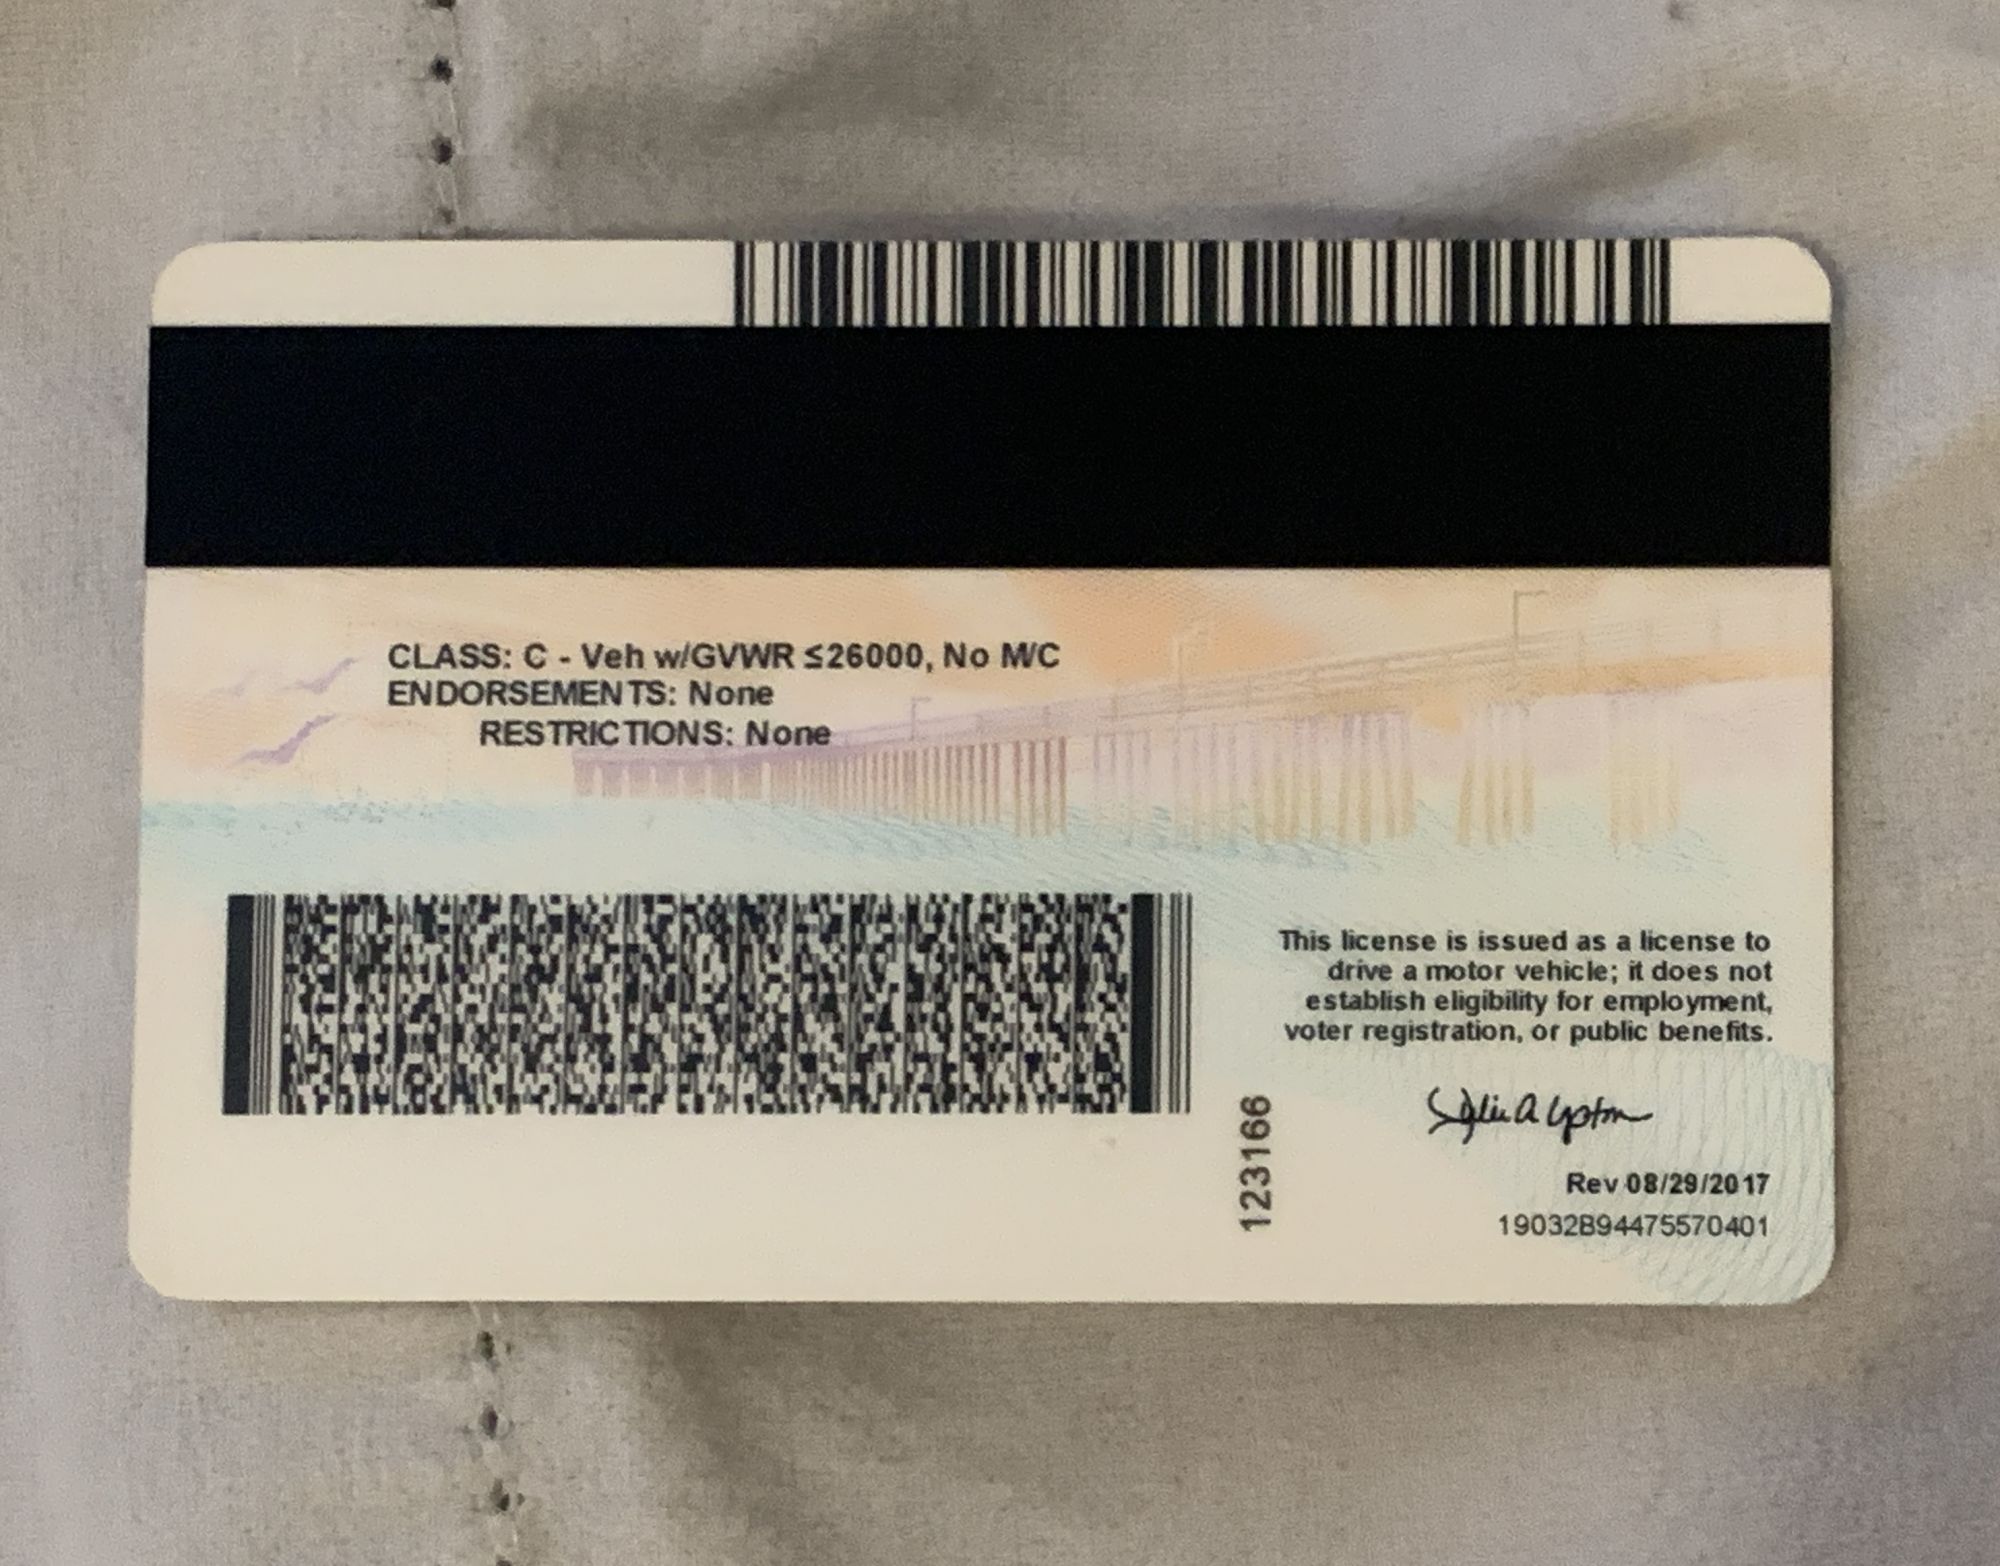 CLASS: C - Veh w/GVWR ≤26000, No M/C
ENDORSEMENTS: None
RESTRICTIONS: None
This license is issued as a license to
drive a motor vehicle; it does not
establish eligibility for employment,
voter registration, or public benefits.
123166
Rev 08/29/2017
19032B94475570401